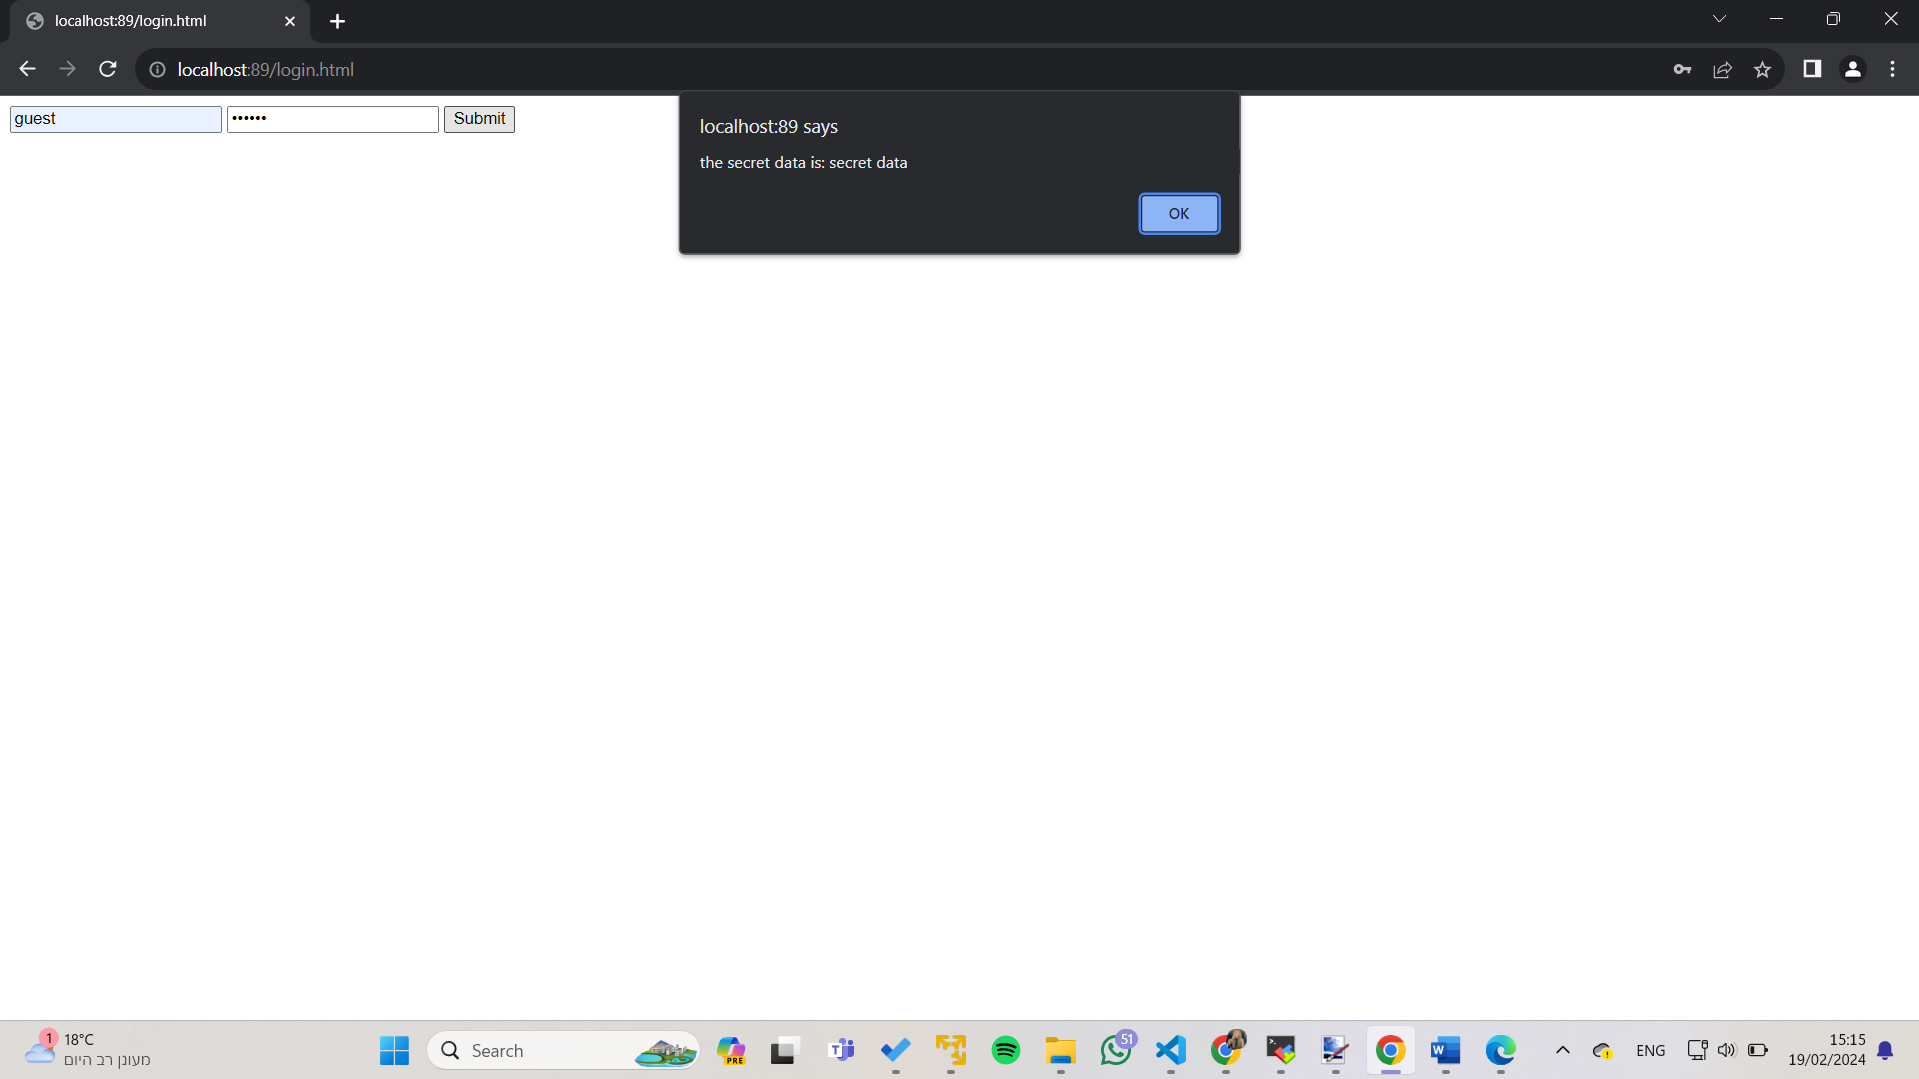 localhost:89/login.html
localhost:89/login.html
guest •••••• Submit
localhost:89 says
the secret data is: secret data
OK
1
18°C
מעונן רב היום
Search
PRE
51
ENG
15:15
19/02/2024